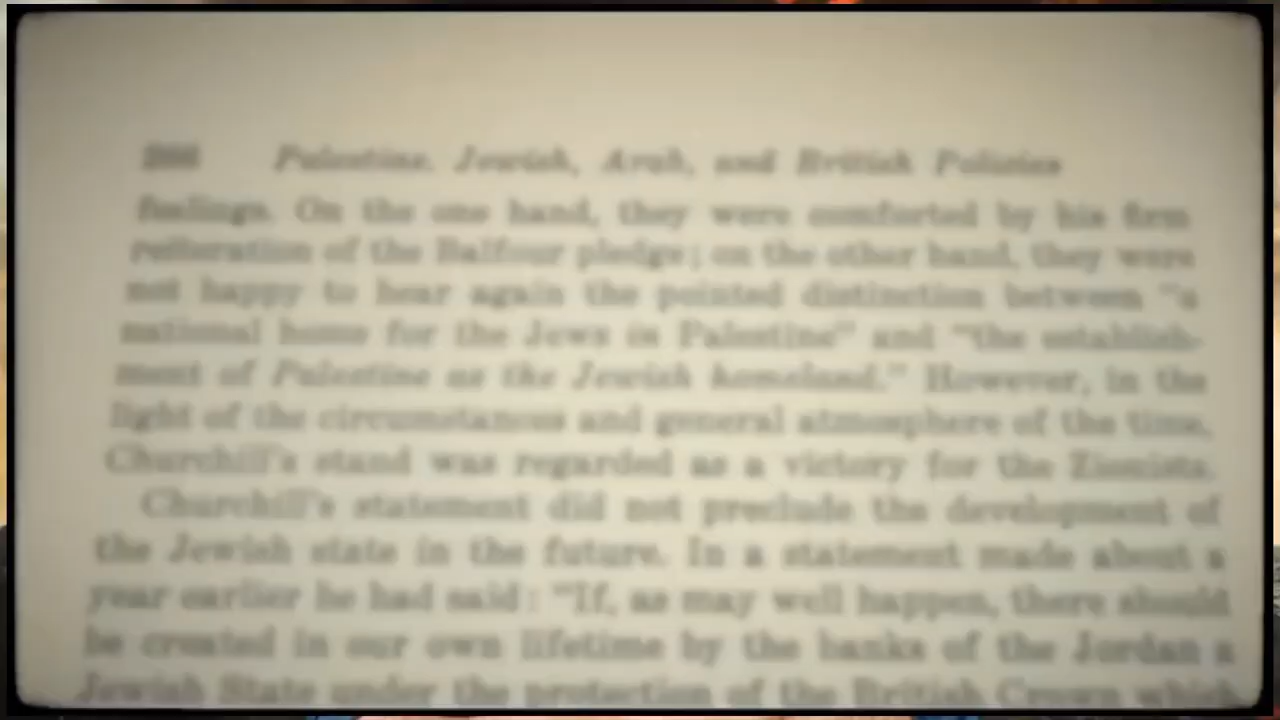 Palestine. Jewish, Arab, and British Policies
feelings. On the one hand, they were comforted by his firm
reiteration of the Balfour pledge; on the other hand, they were
not happy to hear again the pointed distinction between "a
national home for the Jews in Palestine" and "the establish-
ment of Palestine as the Jewish homeland." However, in the
light of the circumstances and general atmosphere of the time,
Churchill's stand was regarded as a victory for the Zionists.
Churchill's statement did not preclude the development of
the Jewish state in the future. In a statement made about a
year earlier he had said: "If, as may well happen, there should
be created in our own lifetime by the banks of the Jordan a
Jewish State under the protection of the British Crown which